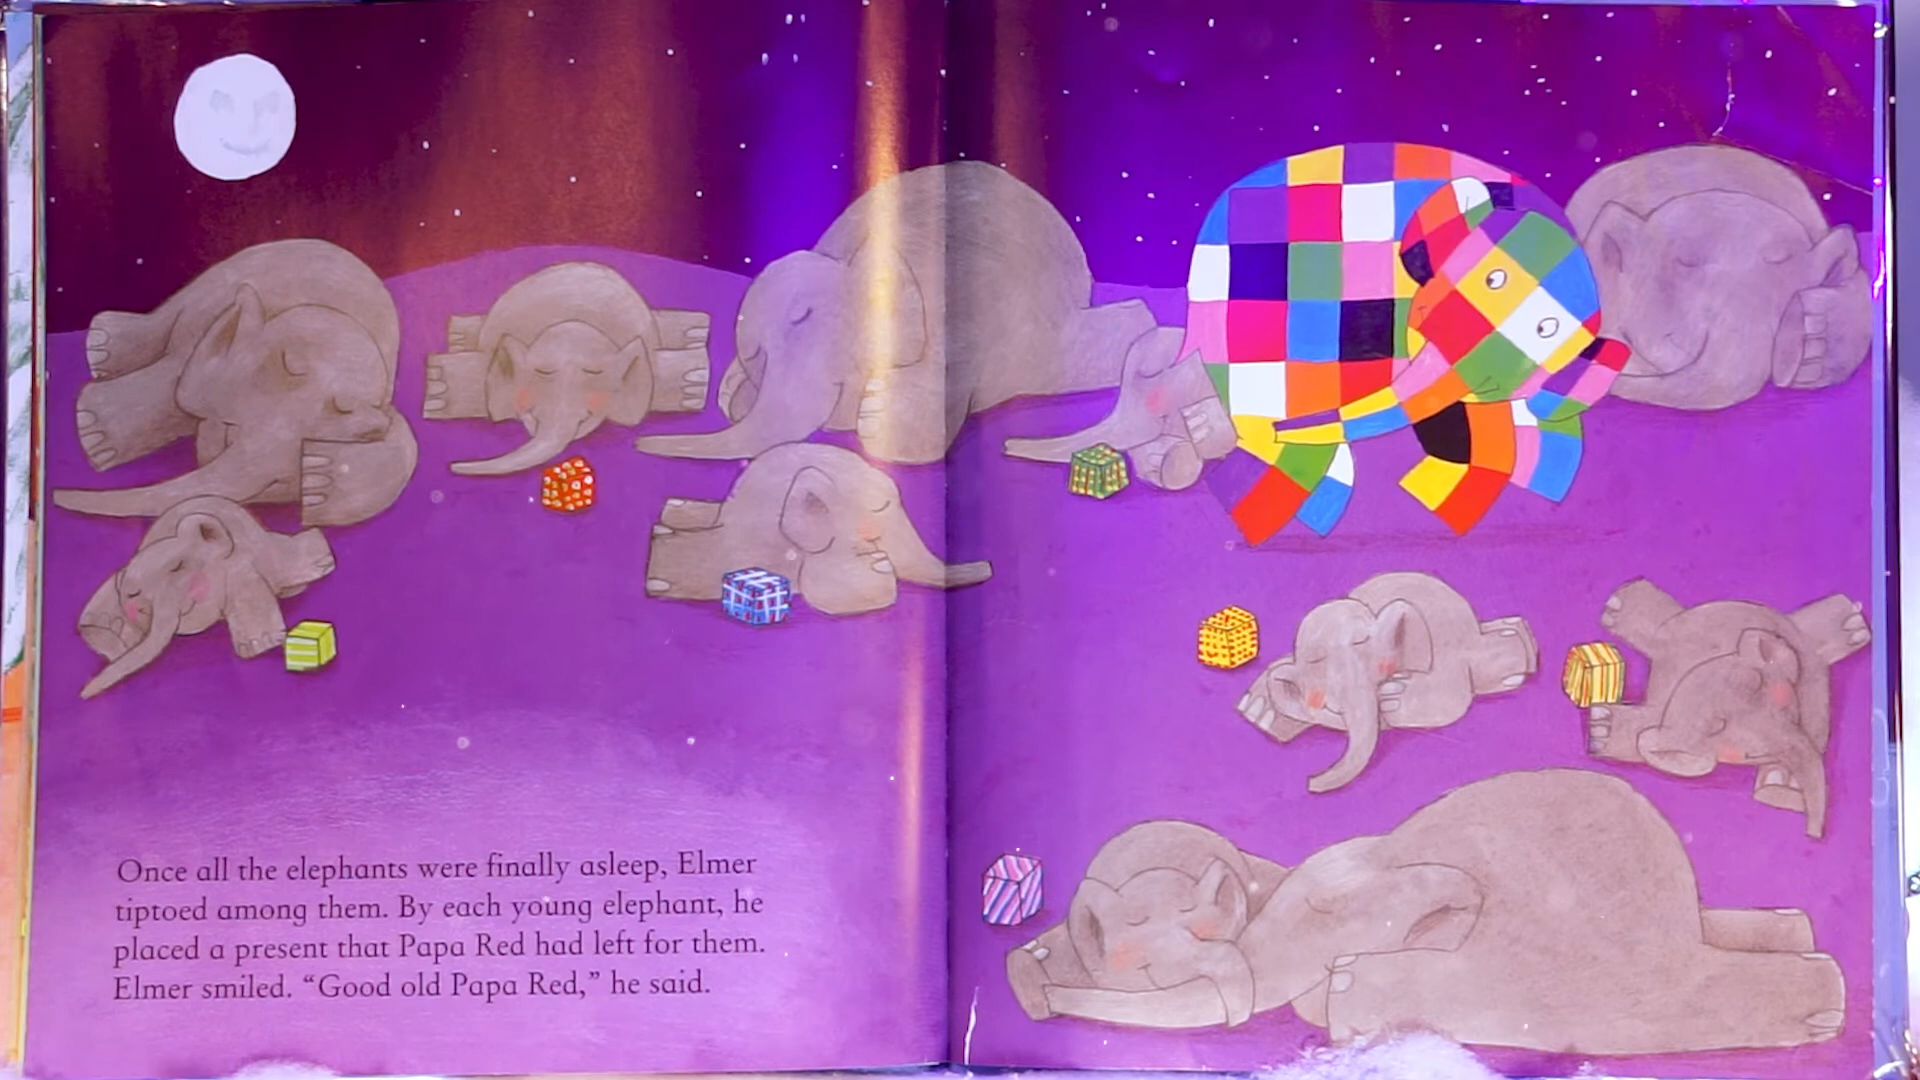 Once all the elephants were finally asleep, Elmer
tiptoed among them. By each young elephant, he
placed a present that Papa Red had left for them.
Elmer smiled. “Good old Papa Red,” he said.